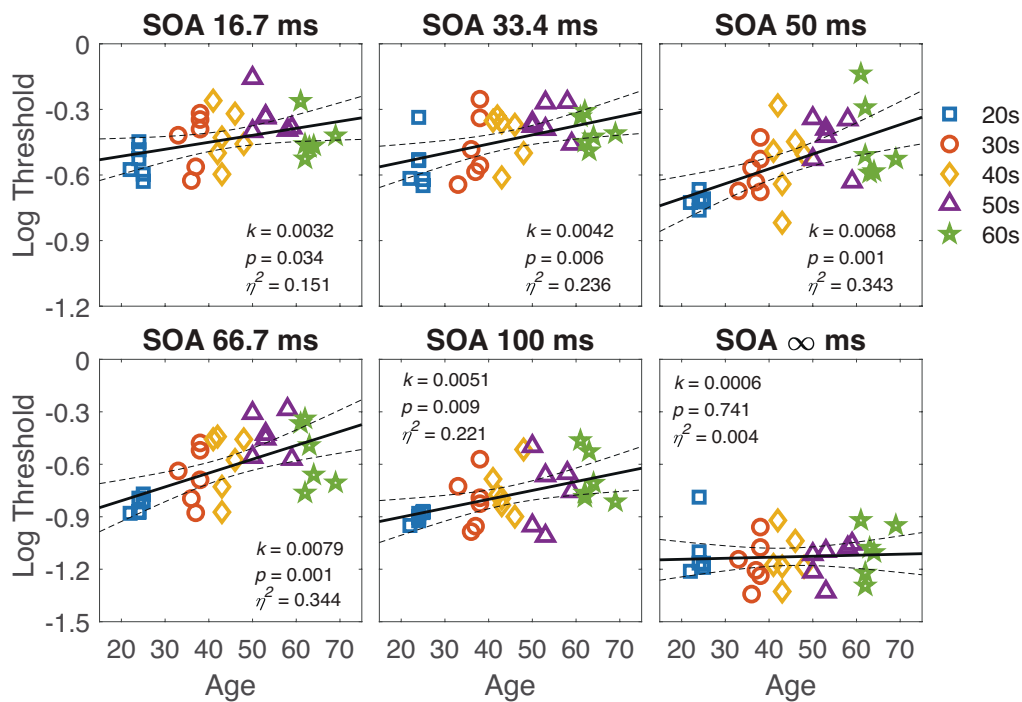 SOA 16.7 ms
SOA 33.4 ms
SOA 50 ms
0
-0.3
-0.6
-0.9
-1.2
Log Threshold
k = 0.0032
p = 0.034
η² = 0.151
k = 0.0042
p = 0.006
η² = 0.236
k = 0.0068
p = 0.001
η² = 0.343
20s
30s
40s
50s
60s
SOA 66.7 ms
SOA 100 ms
SOA ∞ ms
0
-0.3
-0.6
-0.9
-1.2
-1.5
Log Threshold
k = 0.0079
p = 0.001
η² = 0.344
k = 0.0051
p = 0.009
η² = 0.221
k = 0.0006
p = 0.741
η² = 0.004
20 30 40 50 60 70
20 30 40 50 60 70
20 30 40 50 60 70
Age
Age
Age